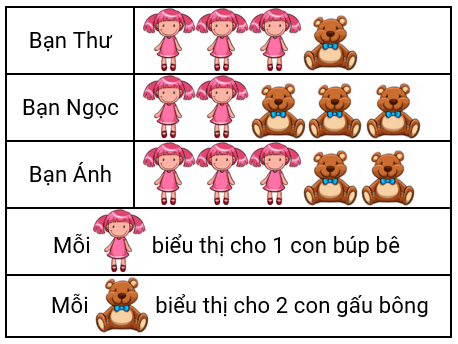 Bạn Thư
Bạn Ngọc
Bạn Ánh
Mỗi biểu thị cho 1 con búp bê
Mỗi biểu thị cho 2 con gấu bông